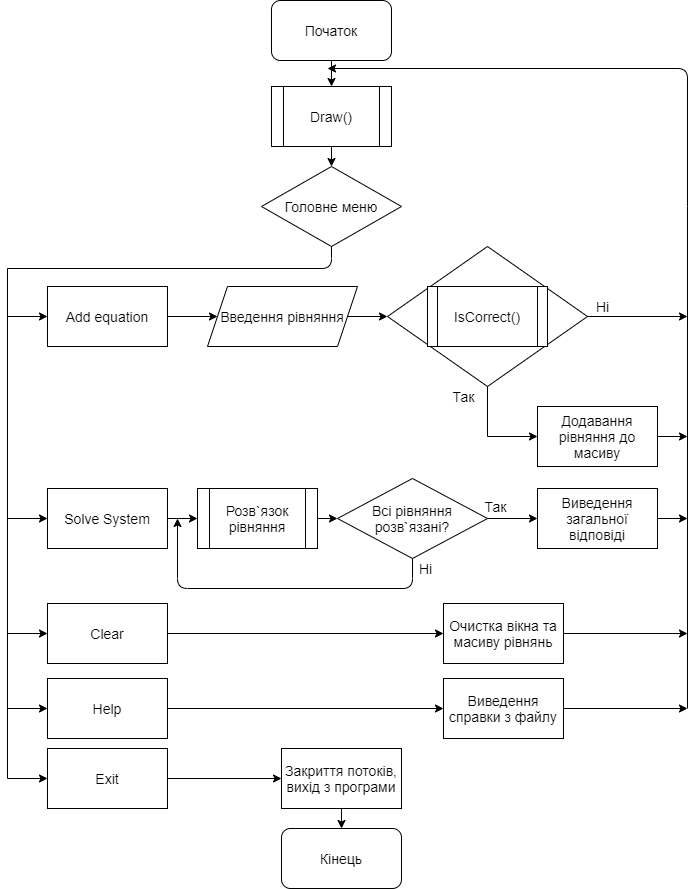 Початок
Draw()
Головне меню
Add equation
Введення рівняння
IsCorrect()
Ні
Так
Додавання
рівняння до
масиву
Solve System
Розв`язок
рівняння
Всі рівняння
розв`язані?
Так
Ні
Виведення
загальної
відповіді
Clear
Очистка вікна та
масиву рівнянь
Help
Виведення
справки з файлу
Exit
Закриття потоків,
вихід з програми
Кінець